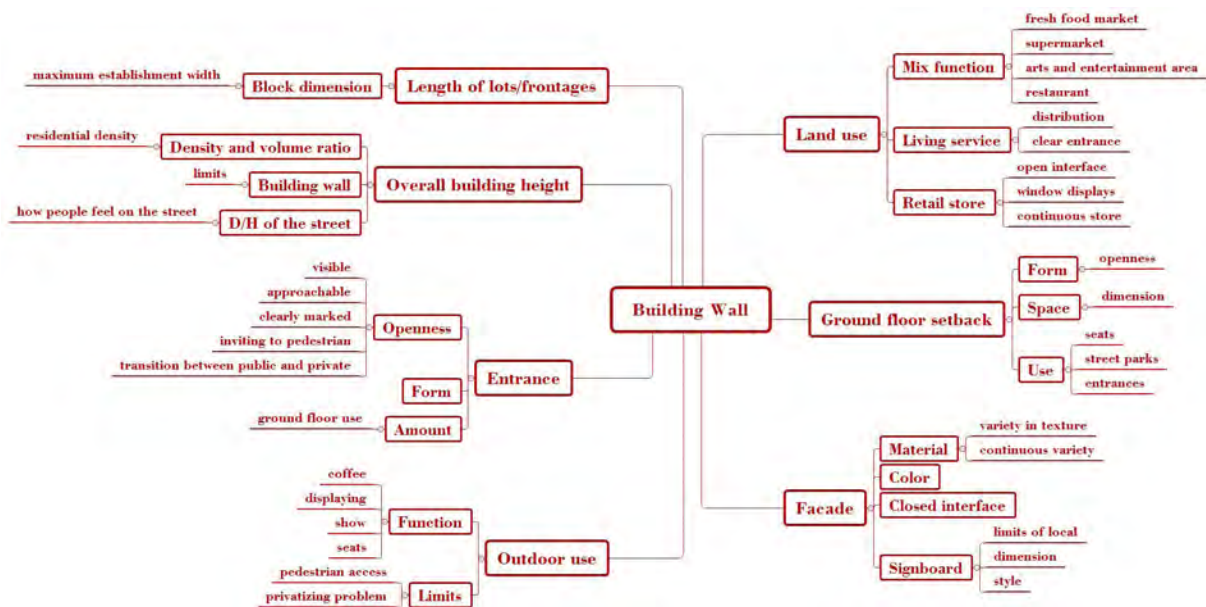 maximum establishment width
Block dimension
Length of lots/frontages
residential density
Density and volume ratio
limits
Building wall
how people feel on the street
D/H of the street
Overall building height
visible
approachable
clearly marked
inviting to pedestrian
transition between public and private
Openness
Form
ground floor use
Amount
Entrance
coffee
displaying
show
seats
Function
pedestrian access
privatizing problem
Limits
Outdoor use
Building Wall
Land use
Mix function
fresh food market
supermarket
arts and entertainment area
restaurant
Living service
distribution
clear entrance
Retail store
open interface
window displays
continuous store
Ground floor setback
Form
openness
Space
dimension
Use
seats
street parks
entrances
Facade
Material
variety in texture
continuous variety
Color
Closed interface
Signboard
limits of local
dimension
style